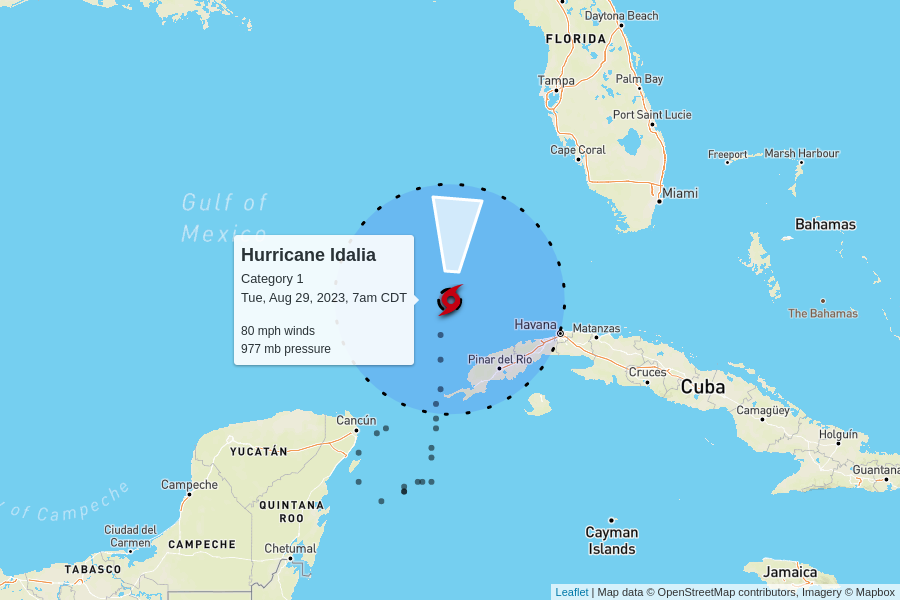 Daytona Beach
FLORIDA
Tampa
Palm Bay
Port Saint Lucie
Cape Coral
Freeport
Marsh Harbour
Miami
Gulf of
Mexico
Bahamas
Hurricane Idalia
Category 1
Tue, Aug 29, 2023, 7am CDT
80 mph winds
977 mb pressure
The Bahamas
Havana
Matanzas
Pinar del Rio
Cruces
Cuba
Camagüey
Holguín
Guantana
Cancún
YUCATÁN
Campeche
of Campeche
QUINTANA
ROO
Ciudad del
Carmen
CAMPECHE
Chetumal
TABASCO
Cayman
Islands
Jamaica
Leaflet | Map data © OpenStreetMap contributors, Imagery © Mapbox